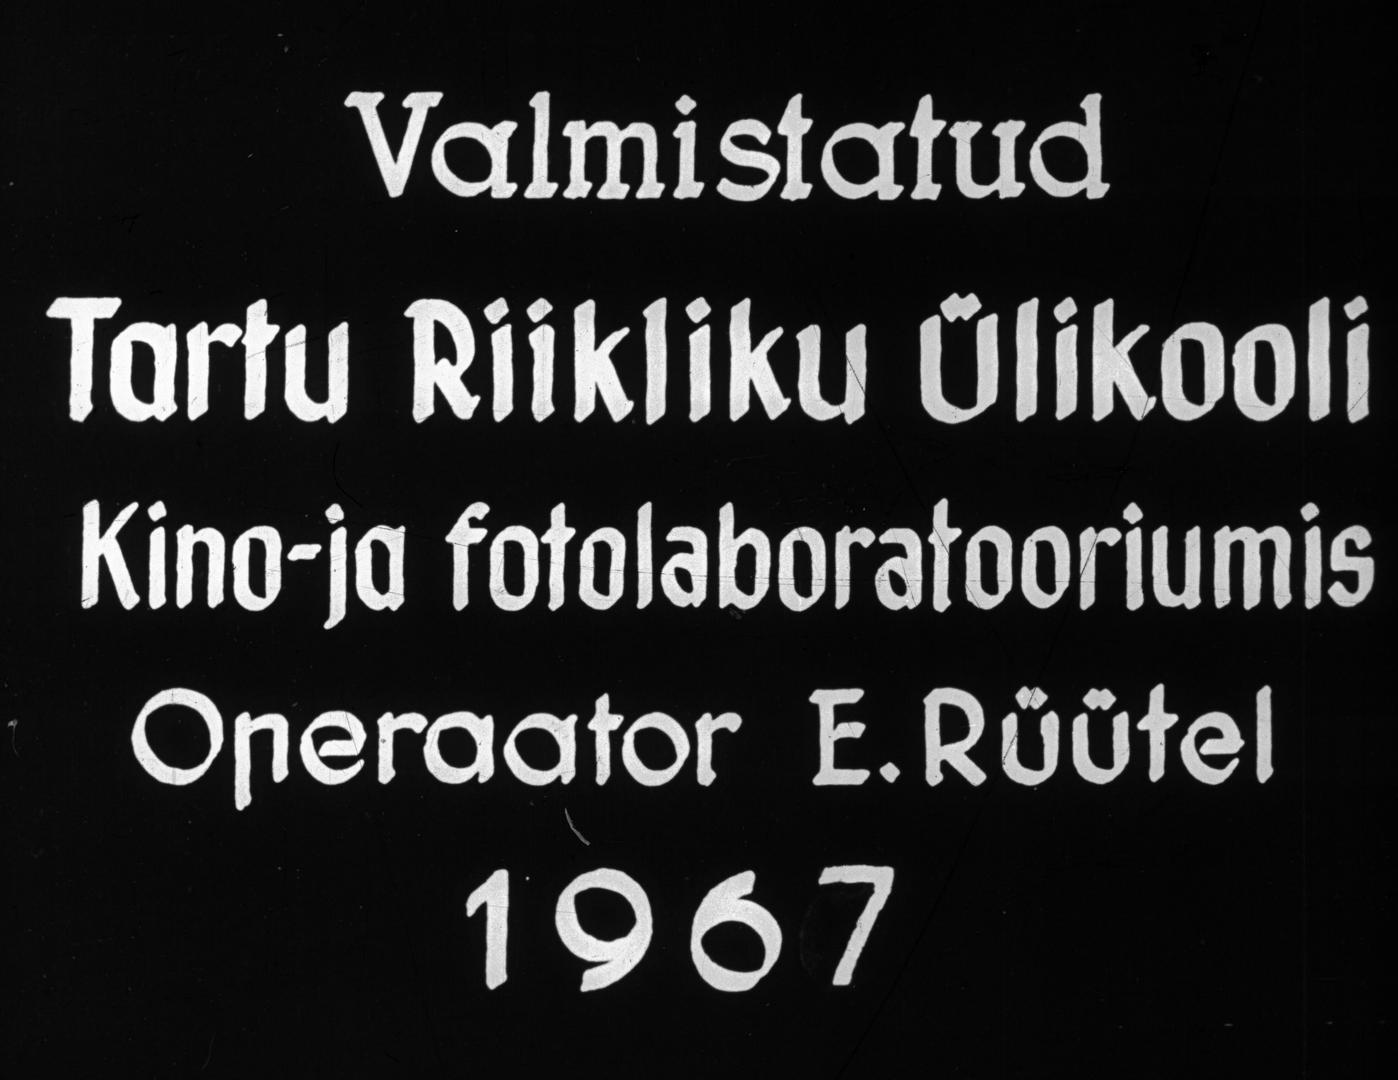 Valmistatud
Tartu Riikliku Ülikooli
Kino-ja fotolaboratooriumis
Operaator E. Rüütel
1967